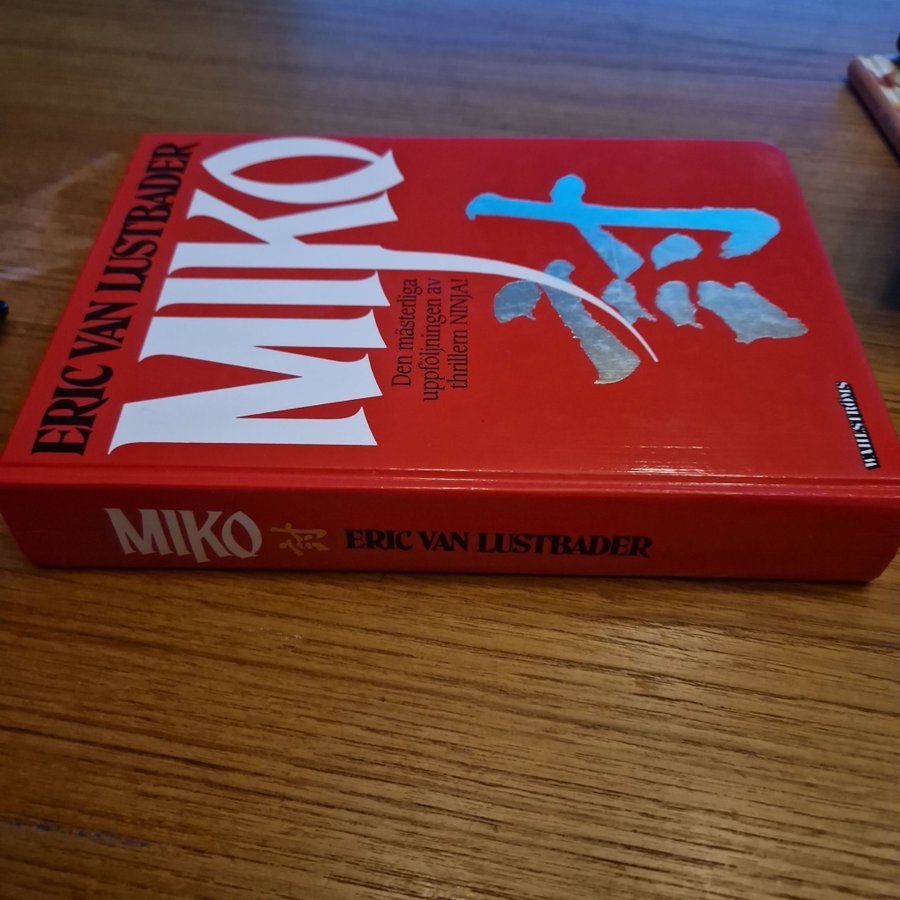 ERIC VAN LUSTBADER
MIKO
Den mästerliga
uppföljningen av
thrillern NINJA!
WAHLSTRÖMS
MIKO
ERIC VAN LUSTBADER